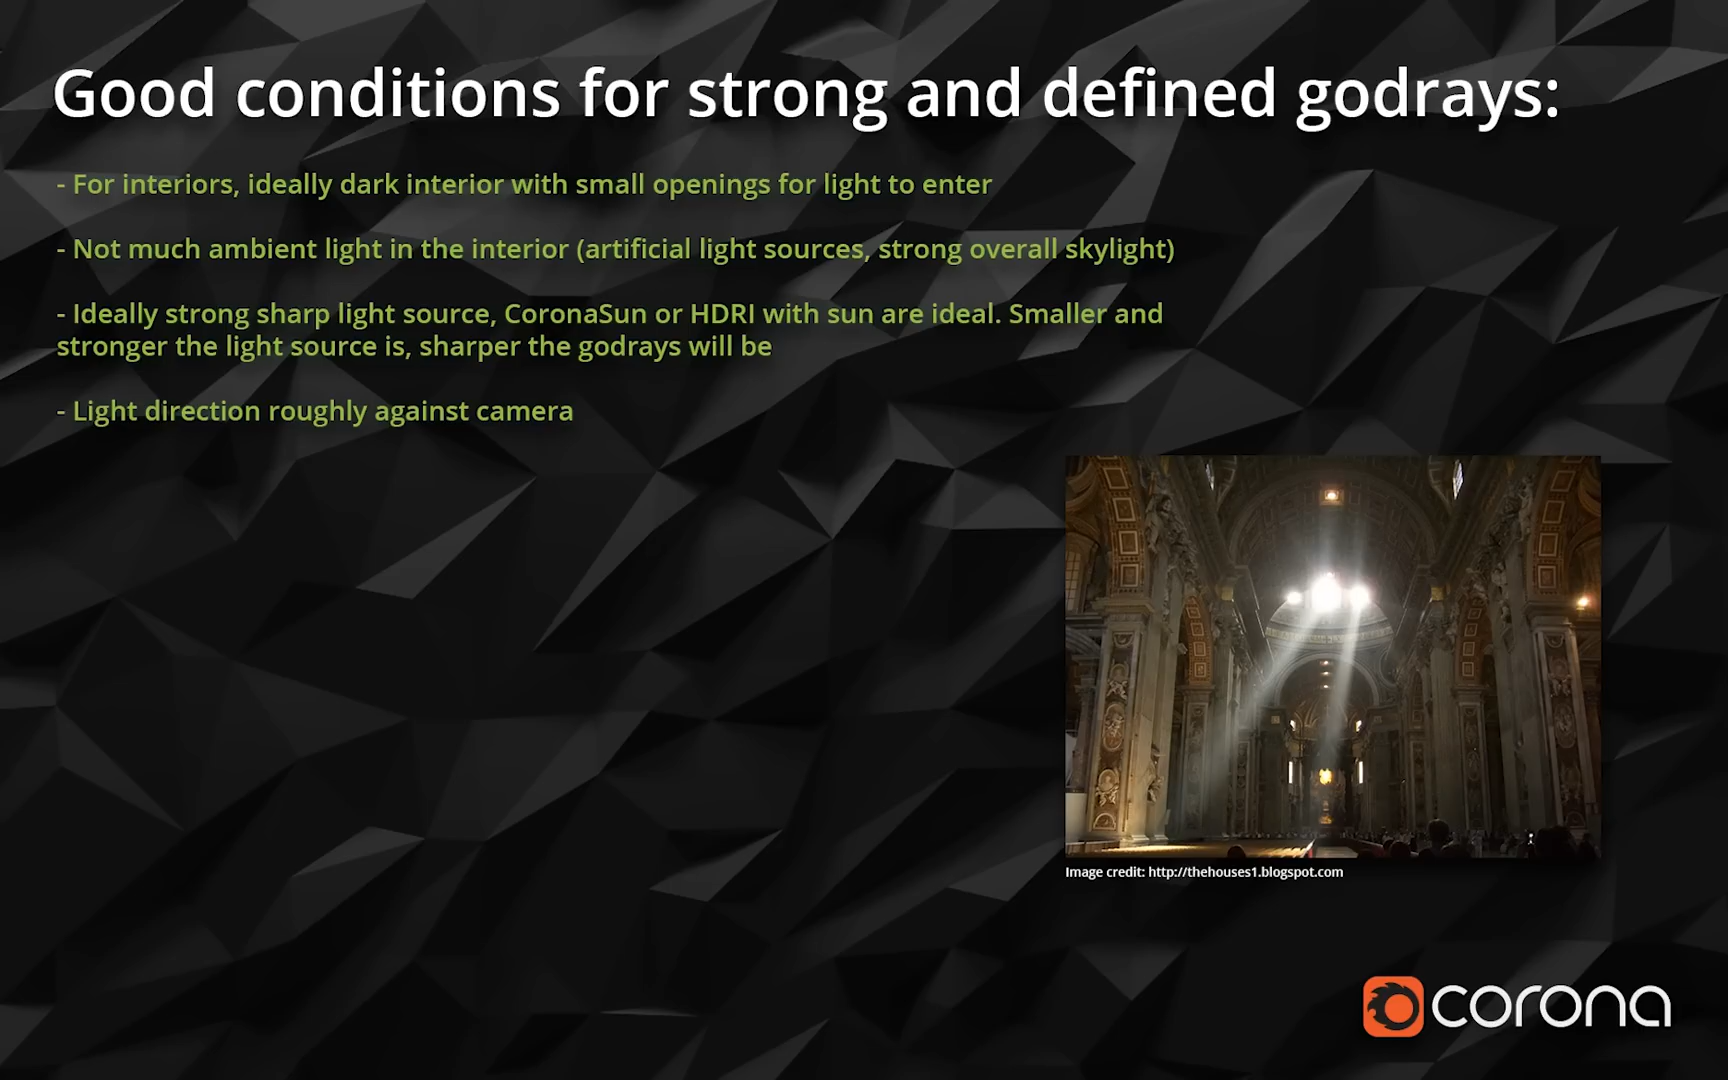 Good conditions for strong and defined godrays:
- For interiors, ideally dark interior with small openings for light to enter
- Not much ambient light in the interior (artificial light sources, strong overall skylight)
- Ideally strong sharp light source, CoronaSun or HDRI with sun are ideal. Smaller and
stronger the light source is, sharper the godrays will be
- Light direction roughly against camera
Image credit: http://thehouses1.blogspot.com
corona